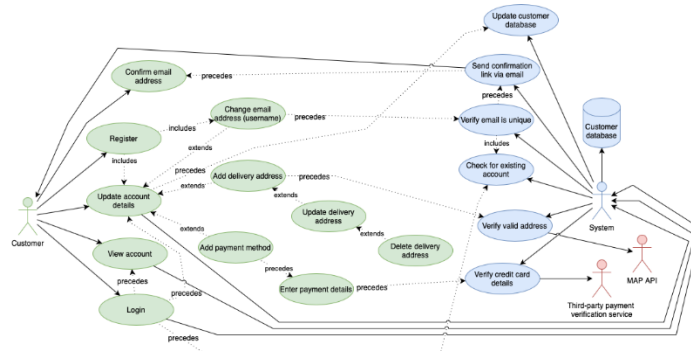 Update customer
database
Confirm email
address
precedes
Send confirmation
link via email
precedes
Change email
address (username)
precedes
Verify email is unique
Customer
database
Register
includes
includes
extends
includes
precedes
extends
Add delivery address
precedes
Check for existing
account
Update account
details
extends
Update delivery
address
extends
Delete delivery
address
Customer
System
Verify valid address
extends
Add payment method
View account
precedes
MAP API
precedes
precedes
Enter payment details
precedes
Verify credit card
details
Third-party payment
verification service
Login
precedes